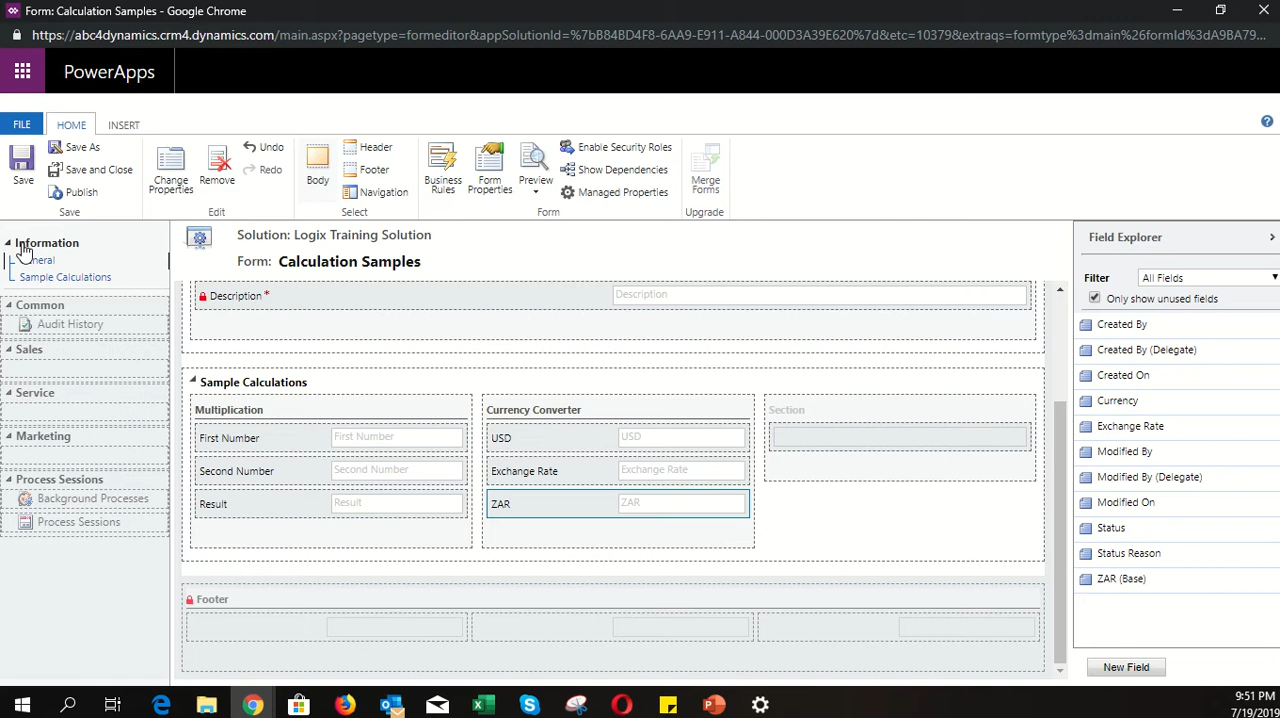 Form: Calculation Samples - Google Chrome
https://abc4dynamics.crm4.dynamics.com/main.aspx?pagetype=formeditor&appSolutionId=%7bB84BD4F8-6AA9-E911-A844-000D3A39E620%7d&etc=10379&extraqs=formtype%3dmain%26formId%3dA9BA79...
PowerApps
FILE
HOME
INSERT
Save
Save As
Save and Close
Publish
Save
Change Properties
Remove
Undo
Redo
Edit
Body
Header
Footer
Navigation
Select
Business Rules
Form Properties
Preview
Enable Security Roles
Show Dependencies
Managed Properties
Form
Merge Forms
Upgrade
Information
Sample Calculations
Common
Audit History
Sales
Service
Marketing
Process Sessions
Background Processes
Process Sessions
Solution: Logix Training Solution
Form: Calculation Samples
Description *
Description
Sample Calculations
Multiplication
First Number
First Number
Second Number
Second Number
Result
Result
Currency Converter
USD
USD
Exchange Rate
Exchange Rate
ZAR
ZAR
Section
Footer
Field Explorer
Filter
All Fields
Only show unused fields
Created By
Created By (Delegate)
Created On
Currency
Exchange Rate
Modified By
Modified By (Delegate)
Modified On
Status
Status Reason
ZAR (Base)
New Field
9:51 PM
7/19/2019